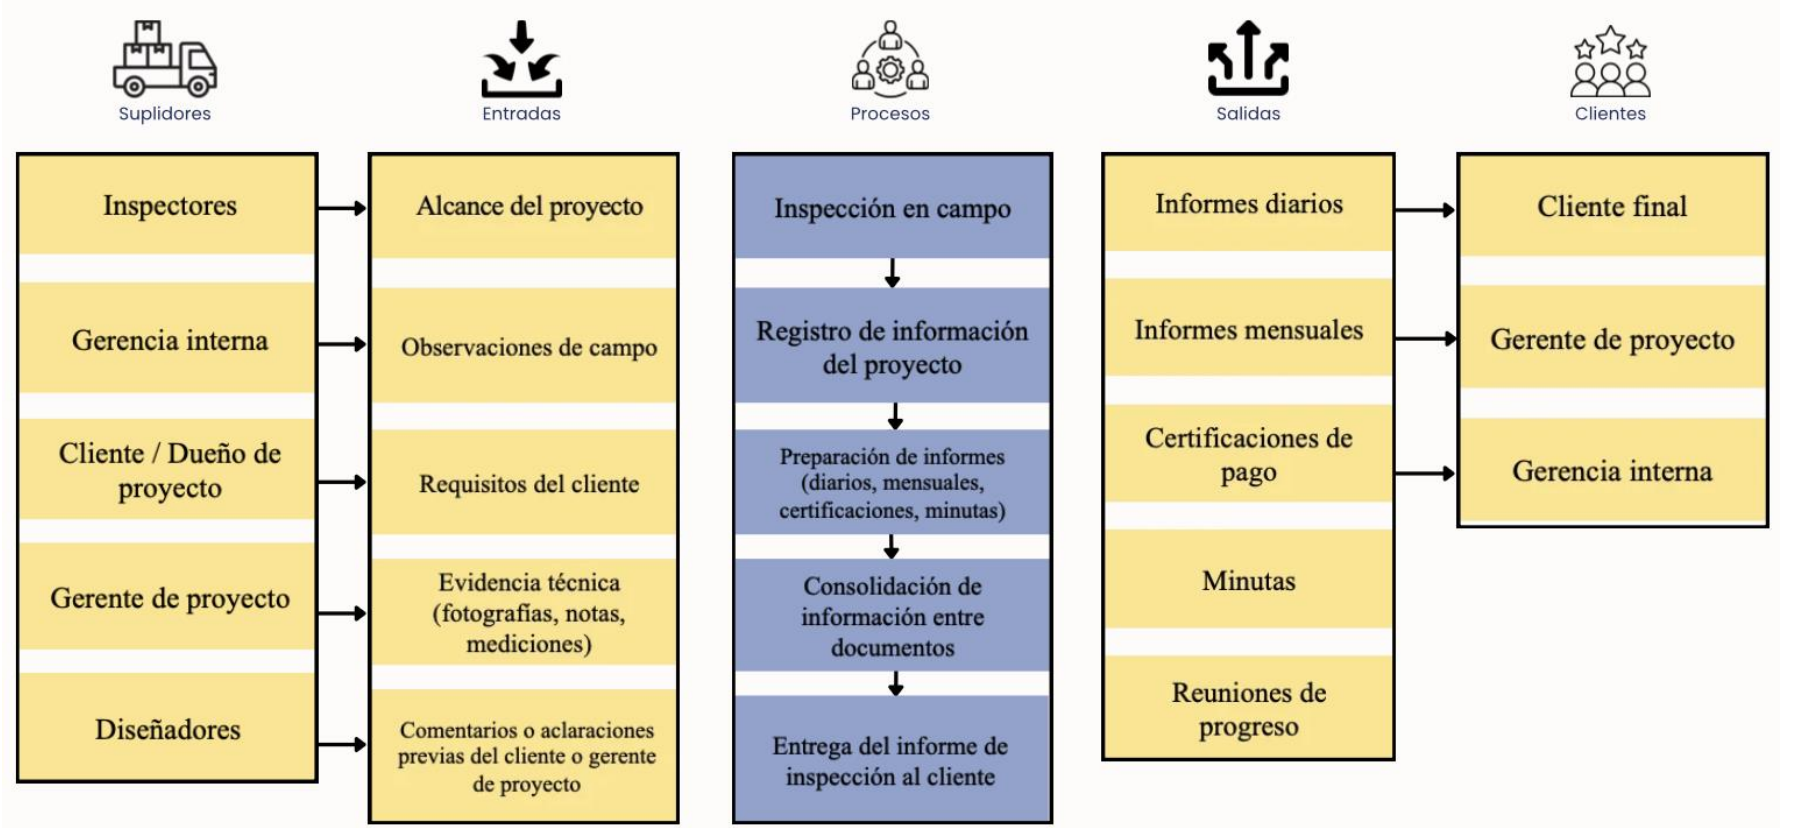 Suplidores
Entradas
Procesos
Salidas
Clientes
Inspectores
Gerencia interna
Cliente / Dueño de
proyecto
Gerente de proyecto
Diseñadores
Alcance del proyecto
Observaciones de campo
Requisitos del cliente
Evidencia técnica
(fotografías, notas,
mediciones)
Comentarios o aclaraciones
previas del cliente o gerente
de proyecto
Inspección en campo
Registro de información
del proyecto
Preparación de informes
(diarios, mensuales,
certificaciones, minutas)
Consolidación de
información entre
documentos
Entrega del informe de
inspección al cliente
Informes diarios
Informes mensuales
Certificaciones de
pago
Minutas
Reuniones de
progreso
Cliente final
Gerente de proyecto
Gerencia interna